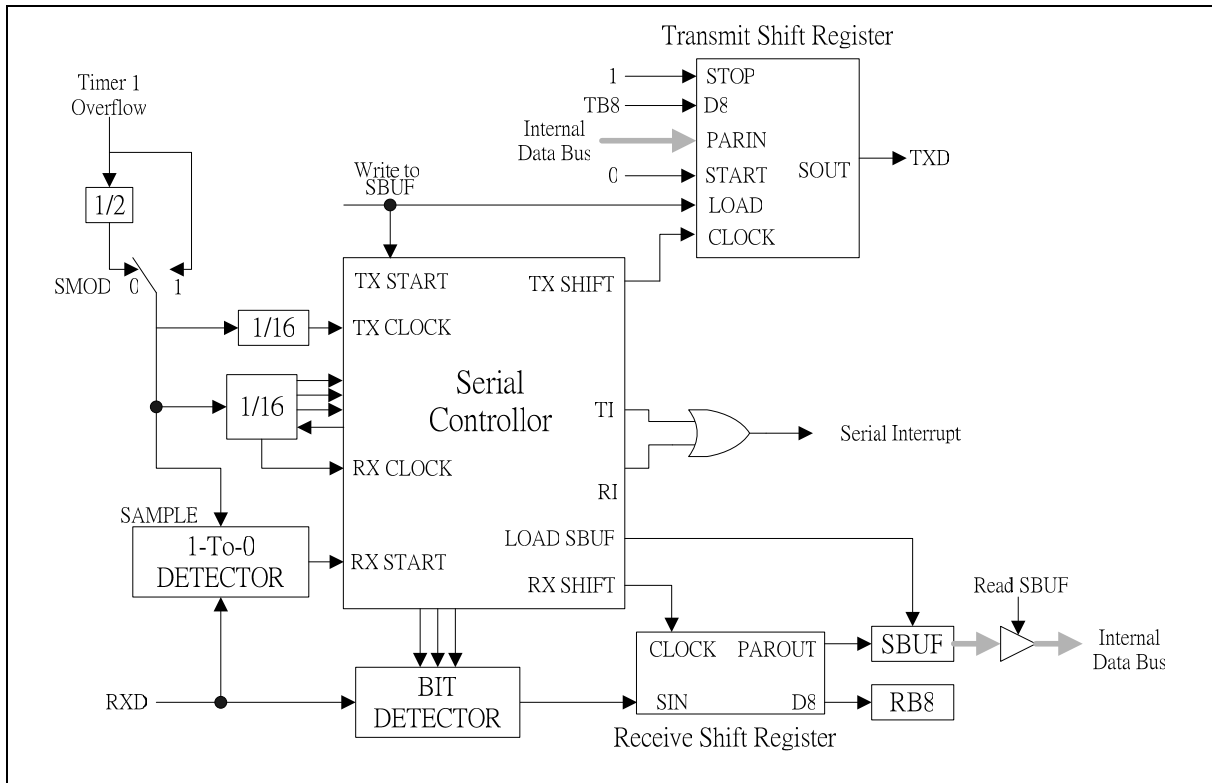 Transmit Shift Register
Timer 1
Overflow
1
STOP
TB8
D8
Internal
Data Bus
PARIN
SOUT
TXD
0
START
LOAD
CLOCK
Write to
SBUF
1/2
SMOD
0
1
TX START
TX SHIFT
1/16
TX CLOCK
1/16
Serial
Controllor
TI
Serial Interrupt
RX CLOCK
RI
SAMPLE
1-To-0
DETECTOR
RX START
LOAD SBUF
RX SHIFT
Read SBUF
CLOCK
PAROUT
SBUF
Internal
Data Bus
RXD
BIT
DETECTOR
SIN
D8
RB8
Receive Shift Register